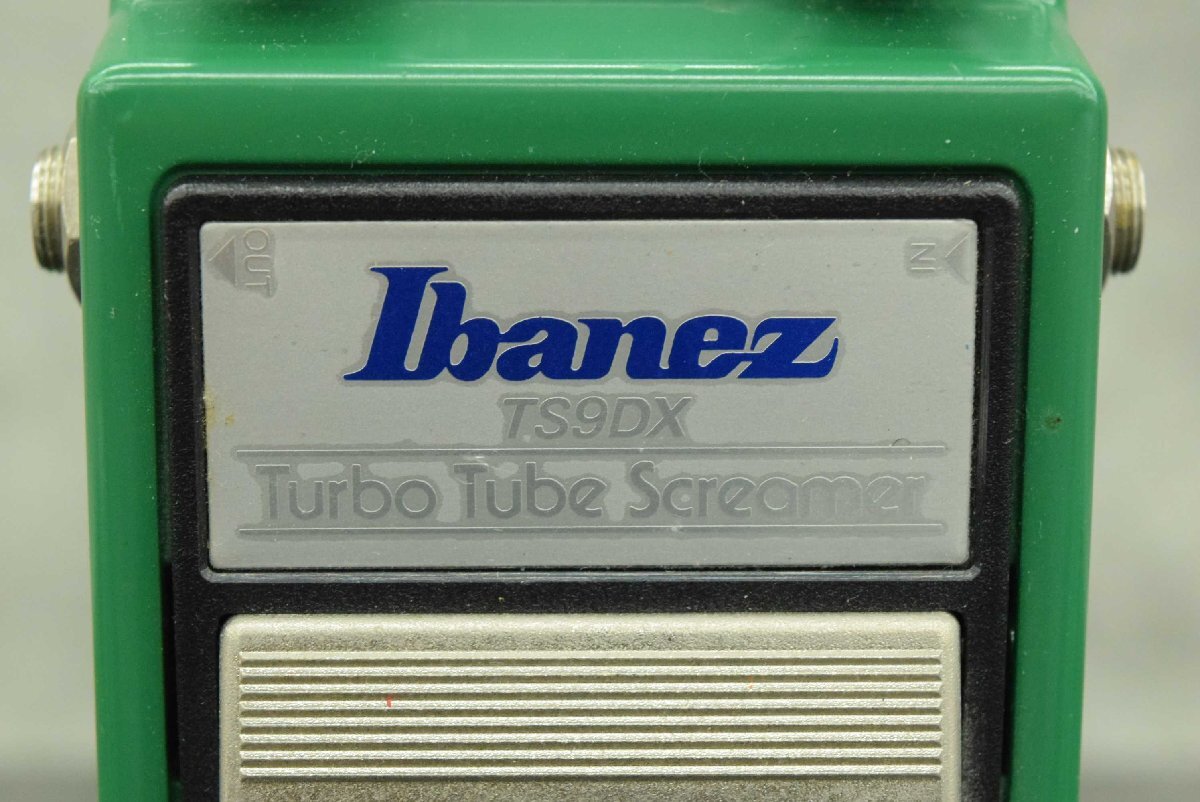 OUT
IN
Ibanez
TS9DX
Turbo Tube Screamer